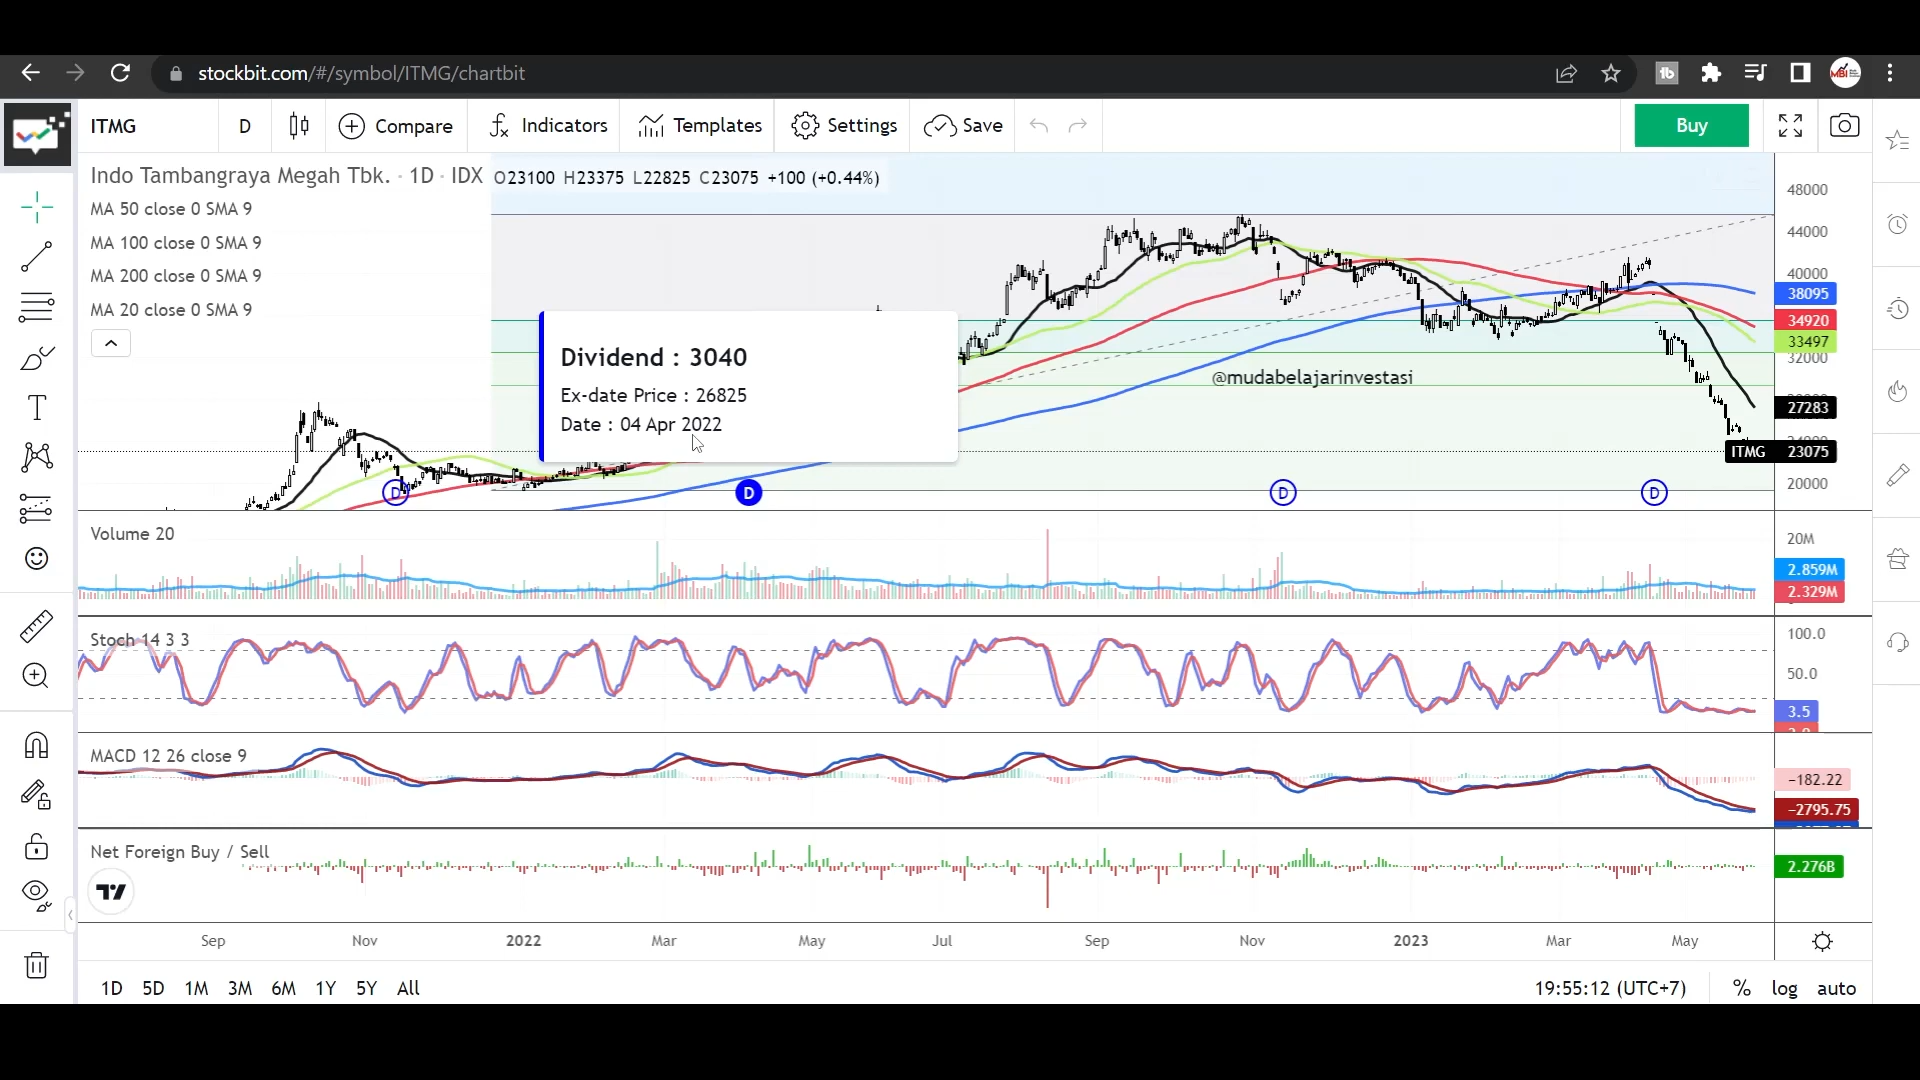 stockbit.com/#/symbol/ITMG/chartbit
MBI
ITMG D Compare Indicators Templates Settings Save Buy
Indo Tambangraya Megah Tbk. · 1D · IDX O23100 H23375 L22825 C23075 +100 (+0.44%)
MA 50 close 0 SMA 9
MA 100 close 0 SMA 9
MA 200 close 0 SMA 9
MA 20 close 0 SMA 9
48000
44000
40000
38095
34920
33497
32000
27283
ITMG 23075
20000
Dividend : 3040
Ex-date Price : 26825
Date : 04 Apr 2022
@mudabelajarinvestasi
D D D D
Volume 20
20M
2.859M
2.329M
Stoch 14 3 3
100.0
50.0
3.5
MACD 12 26 close 9
−182.22
−2795.75
Net Foreign Buy / Sell
2.276B
Sep Nov 2022 Mar May Jul Sep Nov 2023 Mar May
1D 5D 1M 3M 6M 1Y 5Y All 19:55:12 (UTC+7) % log auto